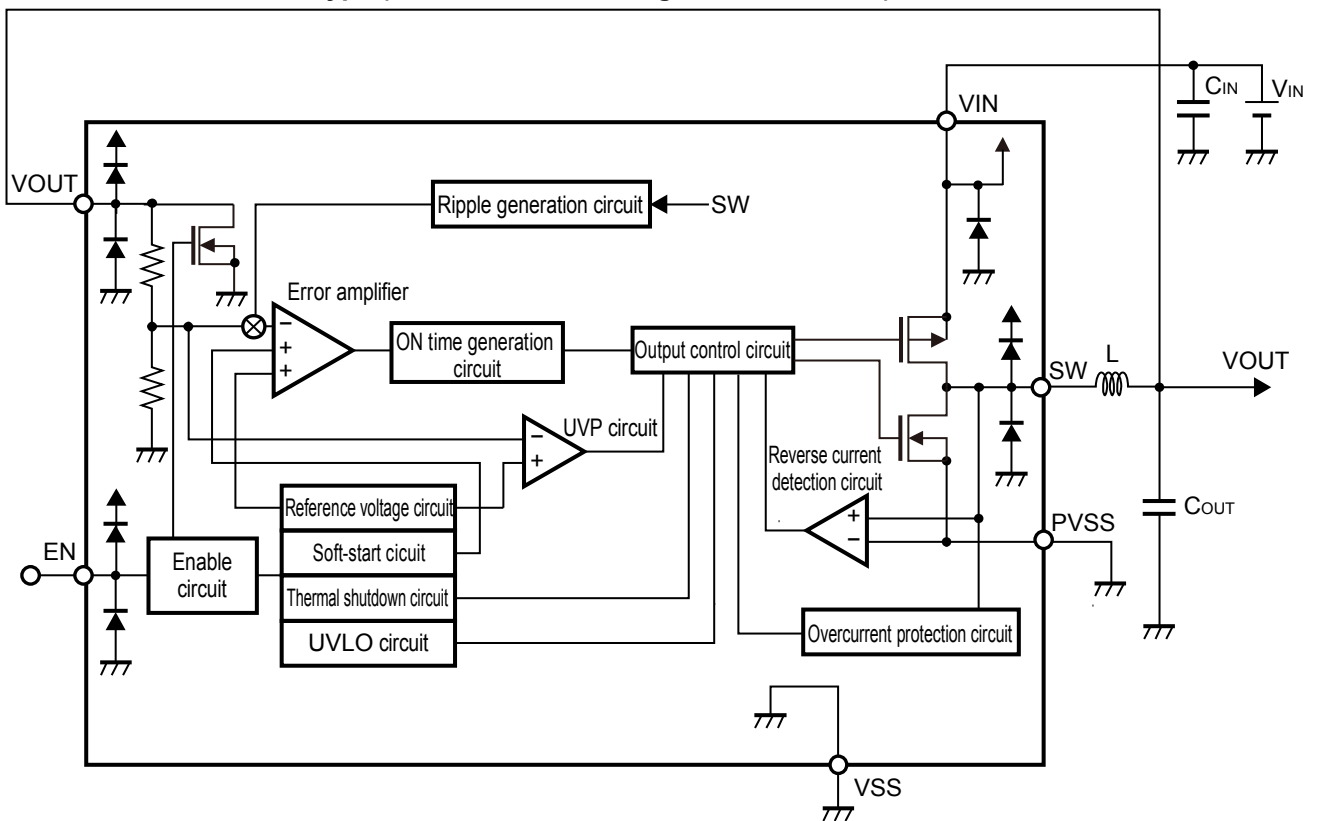 CIN
VIN
VIN
VOUT
Ripple generation circuit
SW
Error amplifier
−
+
+
ON time generation
circuit
Output control circuit
SW
L
VOUT
UVP circuit
−
+
Reverse current
detection circuit
+
−
Reference voltage circuit
Soft-start cicuit
Thermal shutdown circuit
UVLO circuit
EN
Enable
circuit
PVSS
COUT
Overcurrent protection circuit
VSS